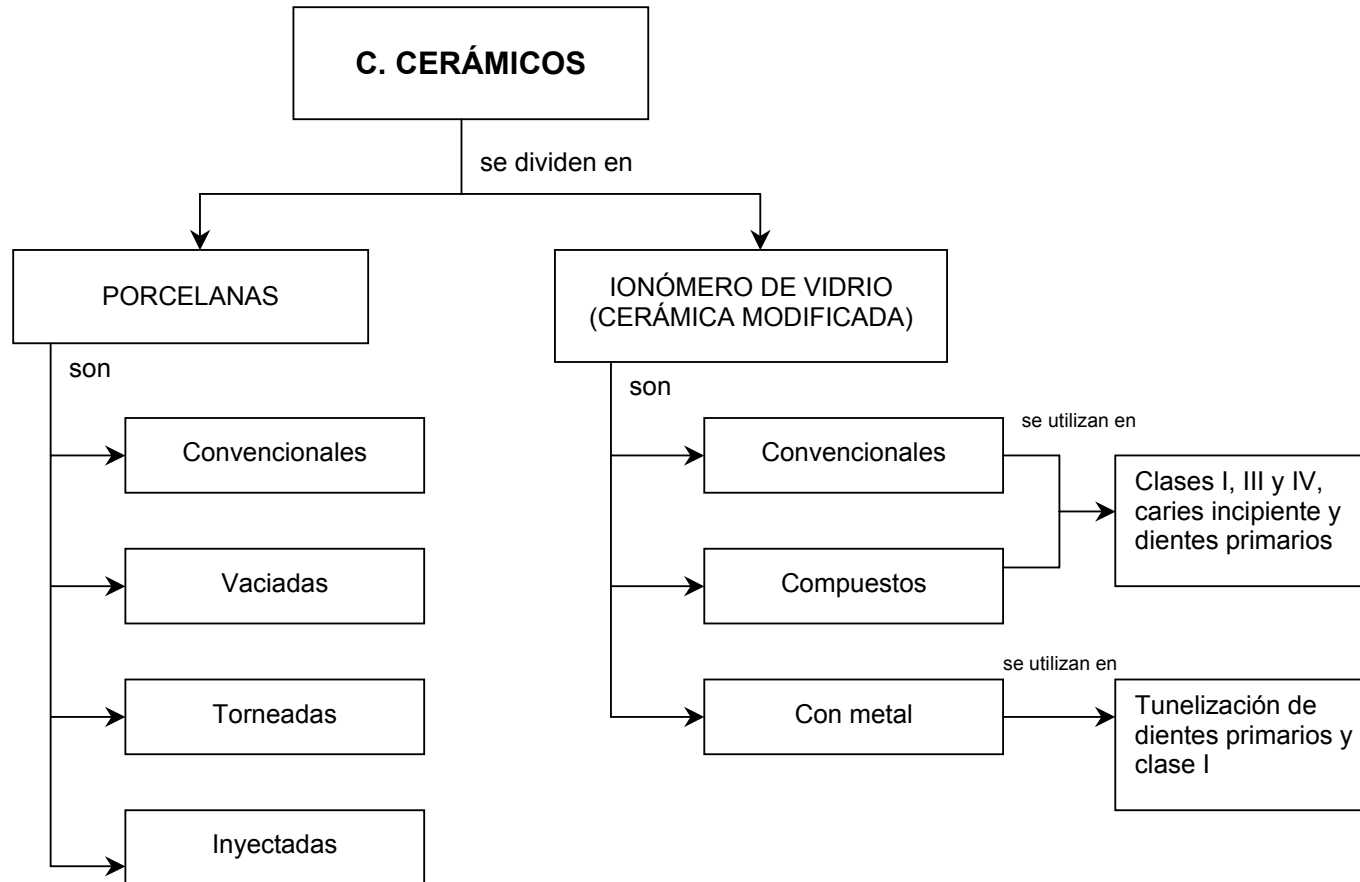 C. CERÁMICOS
se dividen en
PORCELANAS
IONÓMERO DE VIDRIO
(CERÁMICA MODIFICADA)
son
Convencionales
Vaciadas
Torneadas
Inyectadas
son
Convencionales
Compuestos
Con metal
se utilizan en
Clases I, III y IV,
caries incipiente y
dientes primarios
se utilizan en
Tunelización de
dientes primarios y
clase I